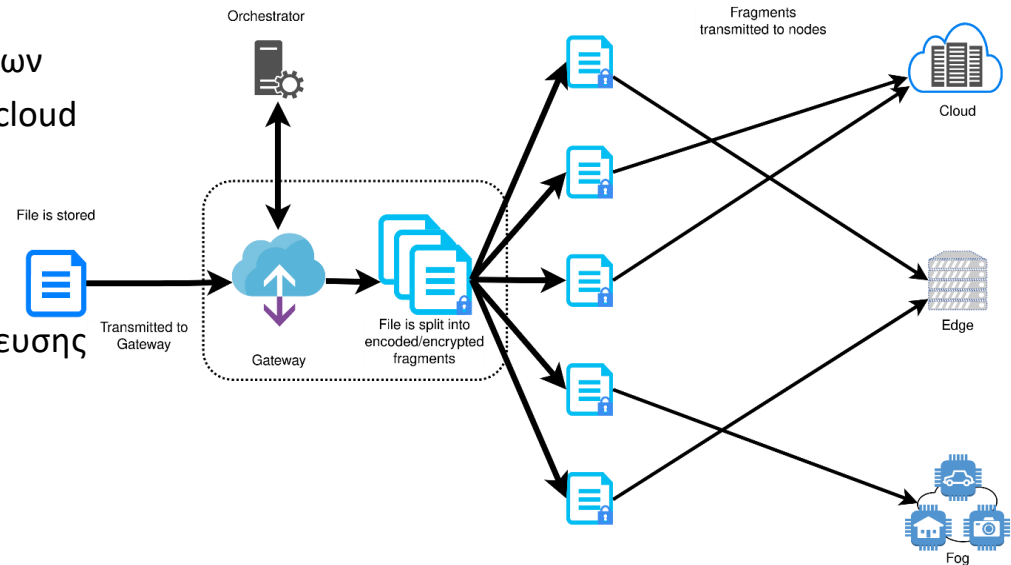 Orchestrator
Fragments
transmitted to nodes
ων
cloud
Cloud
File is stored
Transmitted to
Gateway
ευσης
Gateway
File is split into
encoded/encrypted
fragments
Edge
Fog